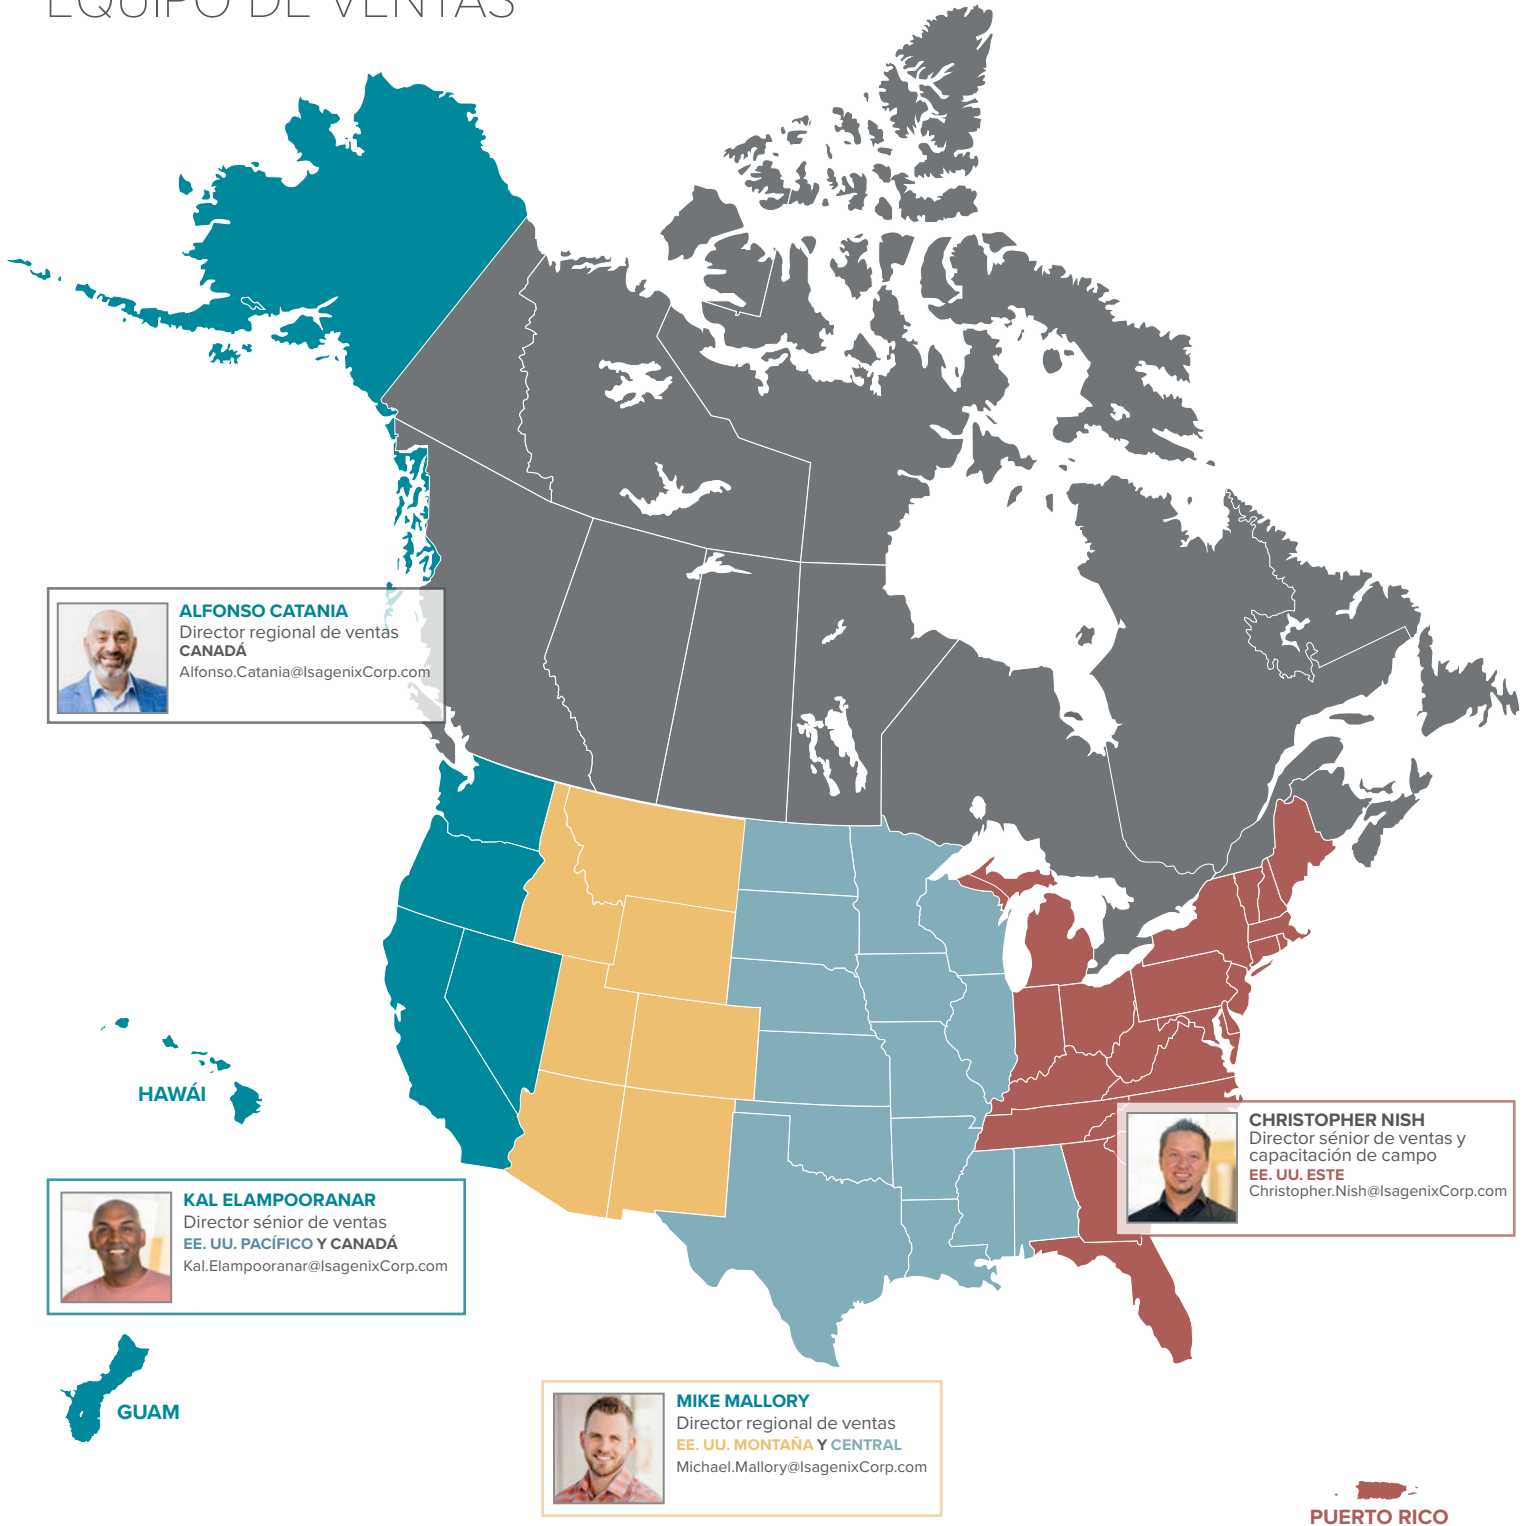 EQUIPO DE VENTAS
ALFONSO CATANIA
Director regional de ventas
CANADÁ
Alfonso.Catania@IsagenixCorp.com
HAWÁI
CHRISTOPHER NISH
Director sénior de ventas y
capacitación de campo
EE. UU. ESTE
Christopher.Nish@IsagenixCorp.com
KAL ELAMPOORANAR
Director sénior de ventas
EE. UU. PACÍFICO Y CANADÁ
Kal.Elampooranar@IsagenixCorp.com
GUAM
MIKE MALLORY
Director regional de ventas
EE. UU. MONTAÑA Y CENTRAL
Michael.Mallory@IsagenixCorp.com
PUERTO RICO